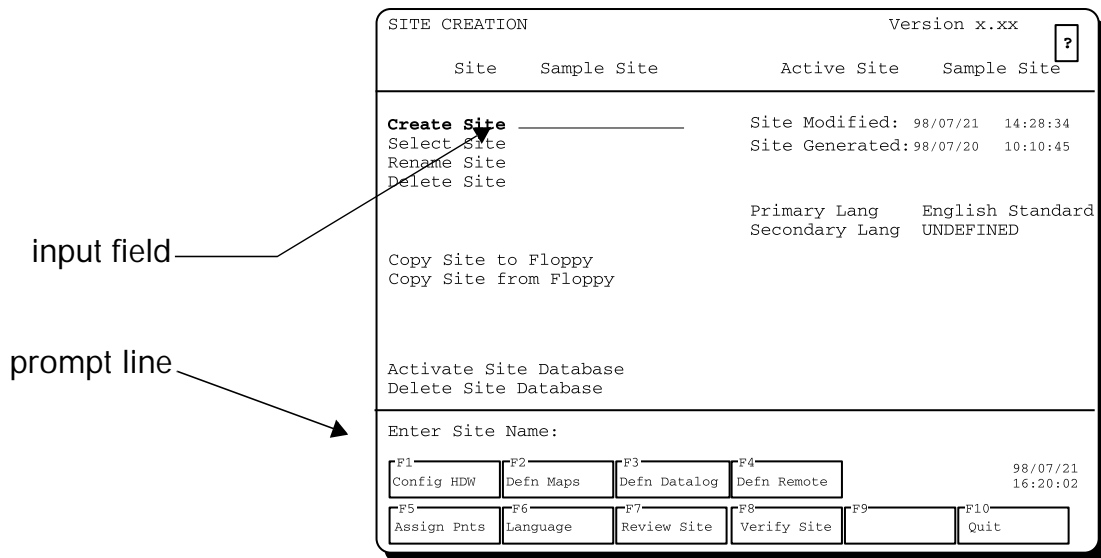 SITE CREATION Version x.xx
?
Site Sample Site Active Site Sample Site
Create Site Site Modified: 98/07/21 14:28:34
Select Site Site Generated: 98/07/20 10:10:45
Rename Site
Delete Site
Primary Lang English Standard
Secondary Lang UNDEFINED
input field
Copy Site to Floppy
Copy Site from Floppy
prompt line
Activate Site Database
Delete Site Database
Enter Site Name:
F1 F2 F3 F4
Config HDW Defn Maps Defn Datalog Defn Remote
98/07/21
16:20:02
F5 F6 F7 F8 F9 F10
Assign Pnts Language Review Site Verify Site Quit